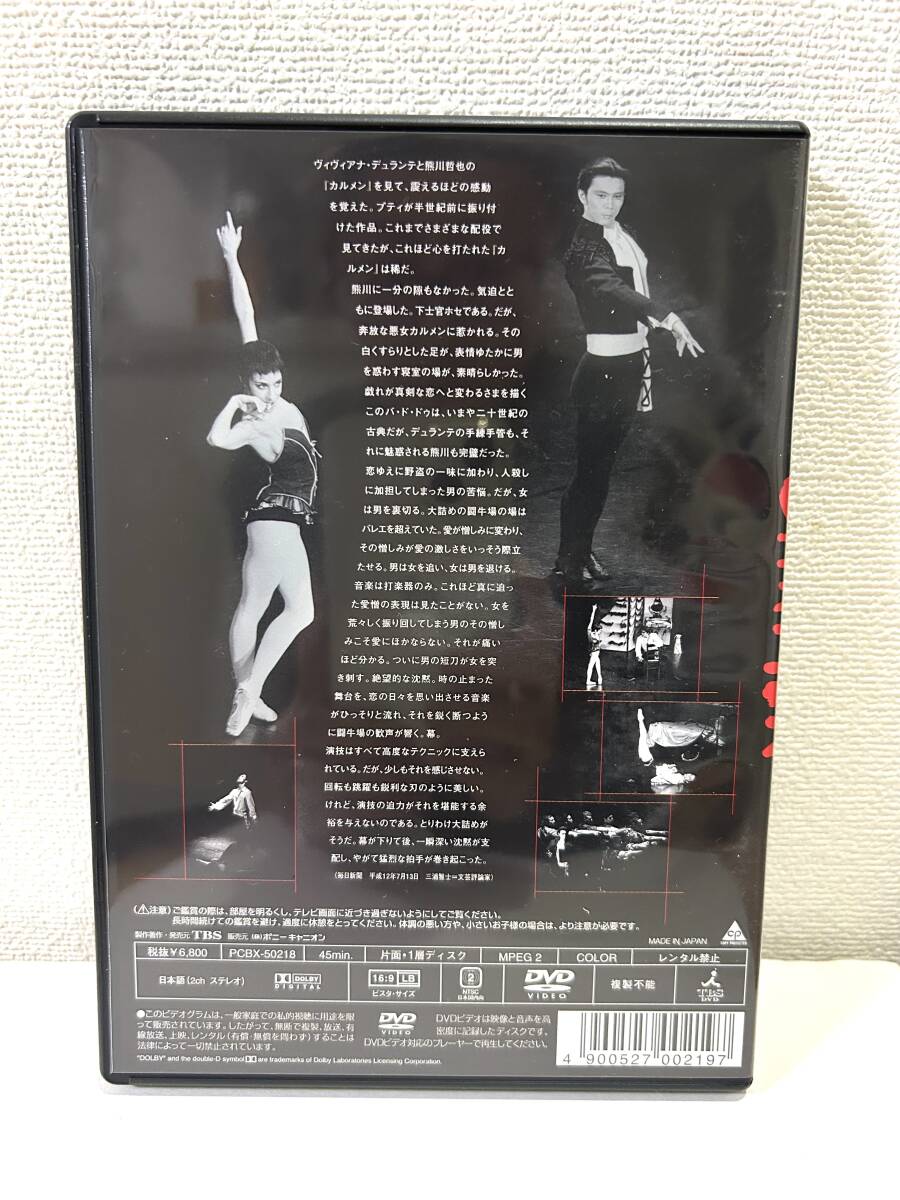 ヴィヴィアナ・デュランテと熊川哲也の
『カルメン』を見て、震えるほどの感動
を覚えた。プティが半世紀前に振り付
けた作品。これまでさまざまな配役で
見てきたが、これほど心を打たれた『カ
ルメン』は稀だ。
熊川に一分の隙もなかった。気迫とと
もに登場した。下士官ホセである。だが、
奔放な悪女カルメンに惹かれる。その
白くすらりとした足が、表情ゆたかに男
を惑わす寝室の場が、素晴らしかった。
戯れが真剣な恋へと変わるさまを描く
このパ・ド・ドゥは、いまや二十世紀の
古典だが、デュランテの手練手管も、そ
れに魅惑される熊川も完璧だった。
恋ゆえに野盗の一味に加わり、人殺し
に加担してしまった男の苦悩。だが、女
は男を裏切る。大詰めの闘牛場の場は
バレエを超えていた。愛が憎しみに変わり、
その憎しみが愛の激しさをいっそう際立
たせる。男は女を追い、女は男を退ける。
音楽は打楽器のみ。これほど真に迫っ
た愛憎の表現は見たことがない。女を
荒々しく振り回してしまう男のその憎し
みこそ愛にほかならない。それが痛い
ほど分かる。ついに男の短刀が女を突
き刺す。絶望的な沈黙。時の止まった
舞台を、恋の日々を思い出させる音楽
がひっそりと流れ、それを鋭く断つよう
に闘牛場の歓声が響く。幕。
演技はすべて高度なテクニックに支えら
れている。だが、少しもそれを感じさせない。
回転も跳躍も鋭利な刃のように美しい。
けれど、演技の迫力がそれを堪能する余
裕を与えないのである。とりわけ大詰めが
そうだ。幕が下りて後、一瞬深い沈黙が支
配し、やがて猛烈な拍手が巻き起こった。
(毎日新聞 平成12年7月13日 三浦雅士=文芸評論家)
(⚠注意) ご鑑賞の際は、部屋を明るくし、テレビ画面に近づき過ぎないようにしてご覧ください。
長時間続けての鑑賞を避け、適度に休憩をとってください。体調の悪い方や、小さいお子様の場合は、より注意が必要です。
製作著作・発売元 TBS 販売元 (株)ポニーキャニオン
MADE IN JAPAN
税抜¥6,800 PCBX-50218 45min. 片面・1層ディスク MPEG 2 COLOR レンタル禁止
日本語(2ch ステレオ) DOLBY DIGITAL 16:9 LB ビスタ・サイズ 2 NTSC 日本国内向 DVD VIDEO 複製不能 TBS DVD
●このビデオグラムは、一般家庭での私的視聴に用途を限
って販売されています。したがって、無断で複製、放送、有
線放送、上映、レンタル(有償・無償を問わず)することは
法律によって一切禁止されています。
"DOLBY" and the double-D symbol are trademarks of Dolby Laboratories Licensing Corporation.
DVD VIDEO
DVDビデオは映像と音声を高
密度に記録したディスクです。
DVDビデオ対応のプレーヤーで再生してください。
4 900527 002197